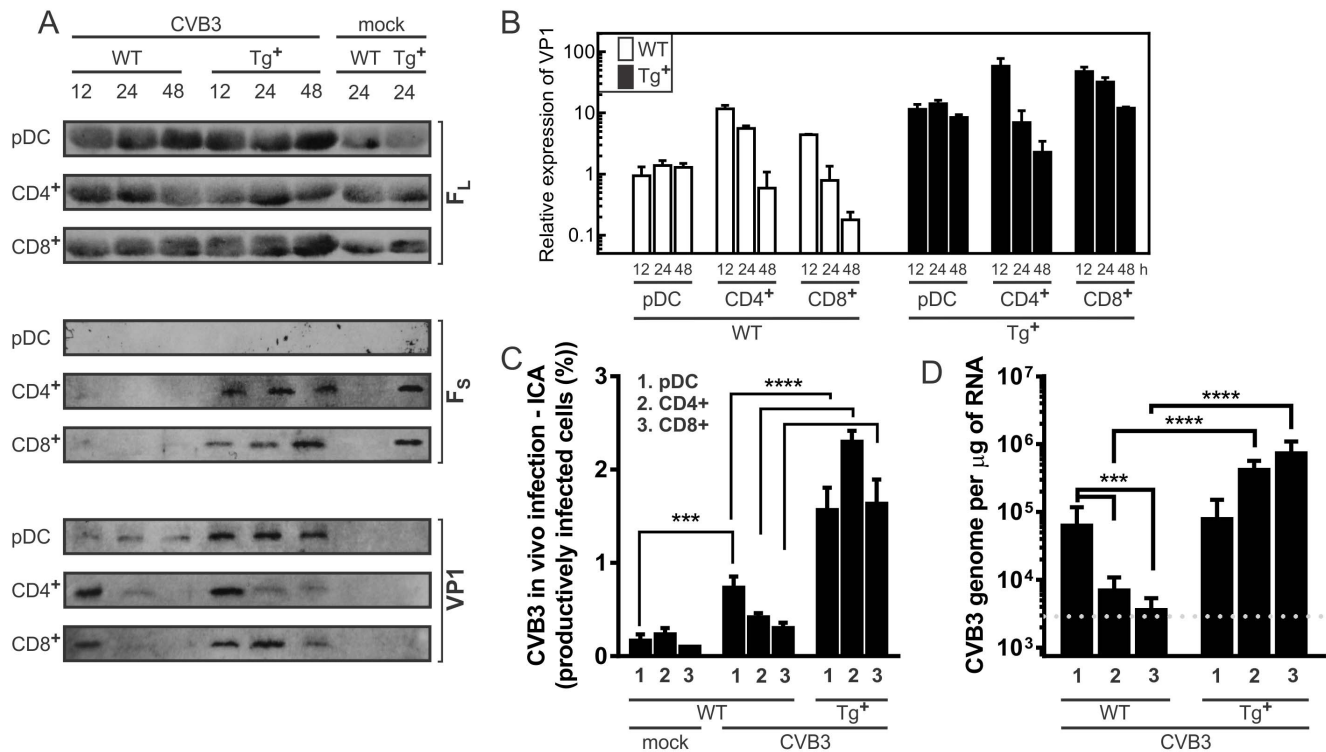 A
CVB3 mock
WT Tg+ WT Tg+
12 24 48 12 24 48 24 24
pDC
CD4+
CD8+
FL
pDC
CD4+
CD8+
FS
pDC
CD4+
CD8+
VP1
B
Relative expression of VP1
100
10
1
0.1
WT
Tg+
12 24 48 12 24 48 12 24 48 12 24 48 12 24 48 12 24 48 h
pDC CD4+ CD8+ pDC CD4+ CD8+
WT Tg+
C
CVB3 in vivo infection - ICA
(productively infected cells (%))
3
2
1
0
1. pDC
2. CD4+
3. CD8+
****
***
1 2 3 1 2 3 1 2 3
WT Tg+
mock CVB3
D
CVB3 genome per µg of RNA
10⁷
10⁶
10⁵
10⁴
10³
****
****
***
1 2 3 1 2 3
WT Tg+
CVB3